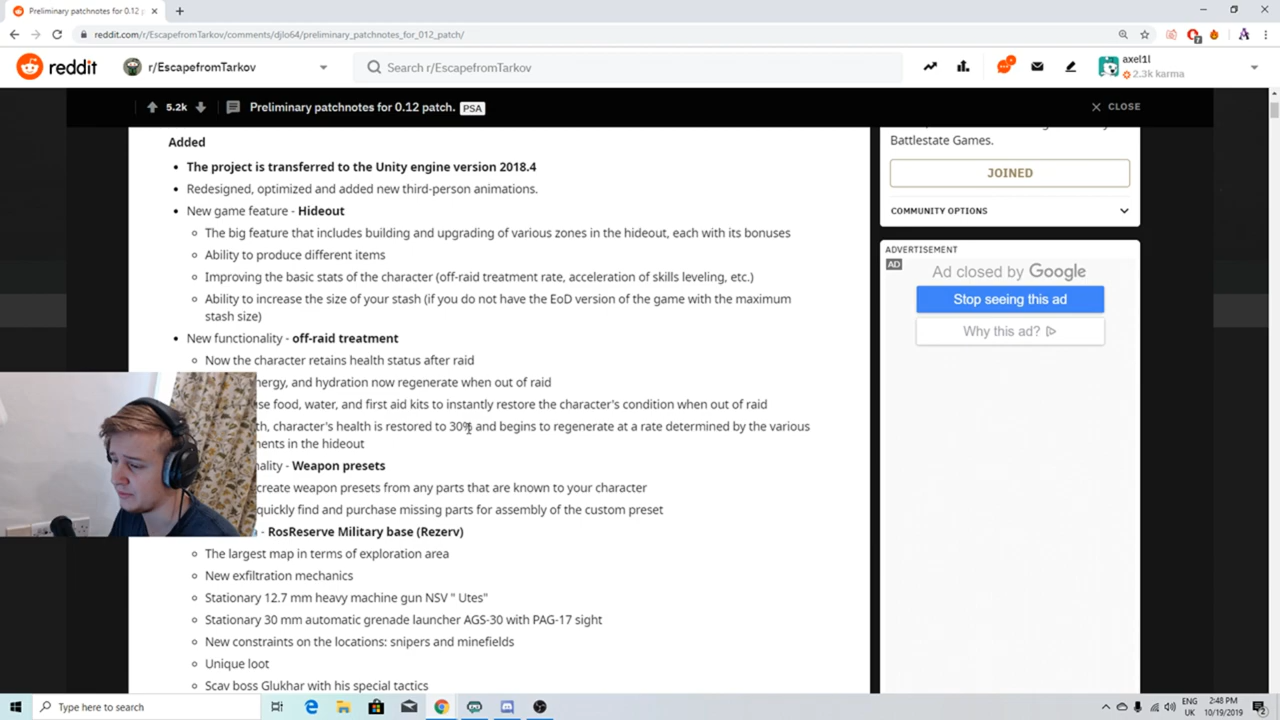 Preliminary patchnotes for 0.12 p
reddit.com/r/EscapefromTarkov/comments/djlo64/preliminary_patchnotes_for_012_patch/
reddit
r/EscapefromTarkov
Search r/EscapefromTarkov
axel1l
2.3k karma
5.2k
Preliminary patchnotes for 0.12 patch.
PSA
CLOSE
Added
• The project is transferred to the Unity engine version 2018.4
• Redesigned, optimized and added new third-person animations.
• New game feature - Hideout
The big feature that includes building and upgrading of various zones in the hideout, each with its bonuses
Ability to produce different items
Improving the basic stats of the character (off-raid treatment rate, acceleration of skills leveling, etc.)
Ability to increase the size of your stash (if you do not have the EoD version of the game with the maximum
stash size)
• New functionality - off-raid treatment
Now the character retains health status after raid
and hydration now regenerate when out of raid
food, water, and first aid kits to instantly restore the character's condition when out of raid
character's health is restored to 30% and begins to regenerate at a rate determined by the various
in the hideout
- Weapon presets
create weapon presets from any parts that are known to your character
quickly find and purchase missing parts for assembly of the custom preset
- RosReserve Military base (Rezerv)
The largest map in terms of exploration area
New exfiltration mechanics
Stationary 12.7 mm heavy machine gun NSV " Utes"
Stationary 30 mm automatic grenade launcher AGS-30 with PAG-17 sight
New constraints on the locations: snipers and minefields
Unique loot
Scav boss Glukhar with his special tactics
Battlestate Games.
JOINED
COMMUNITY OPTIONS
ADVERTISEMENT
AD
Ad closed by Google
Stop seeing this ad
Why this ad?
Type here to search
ENG
UK
2:48 PM
10/19/2019